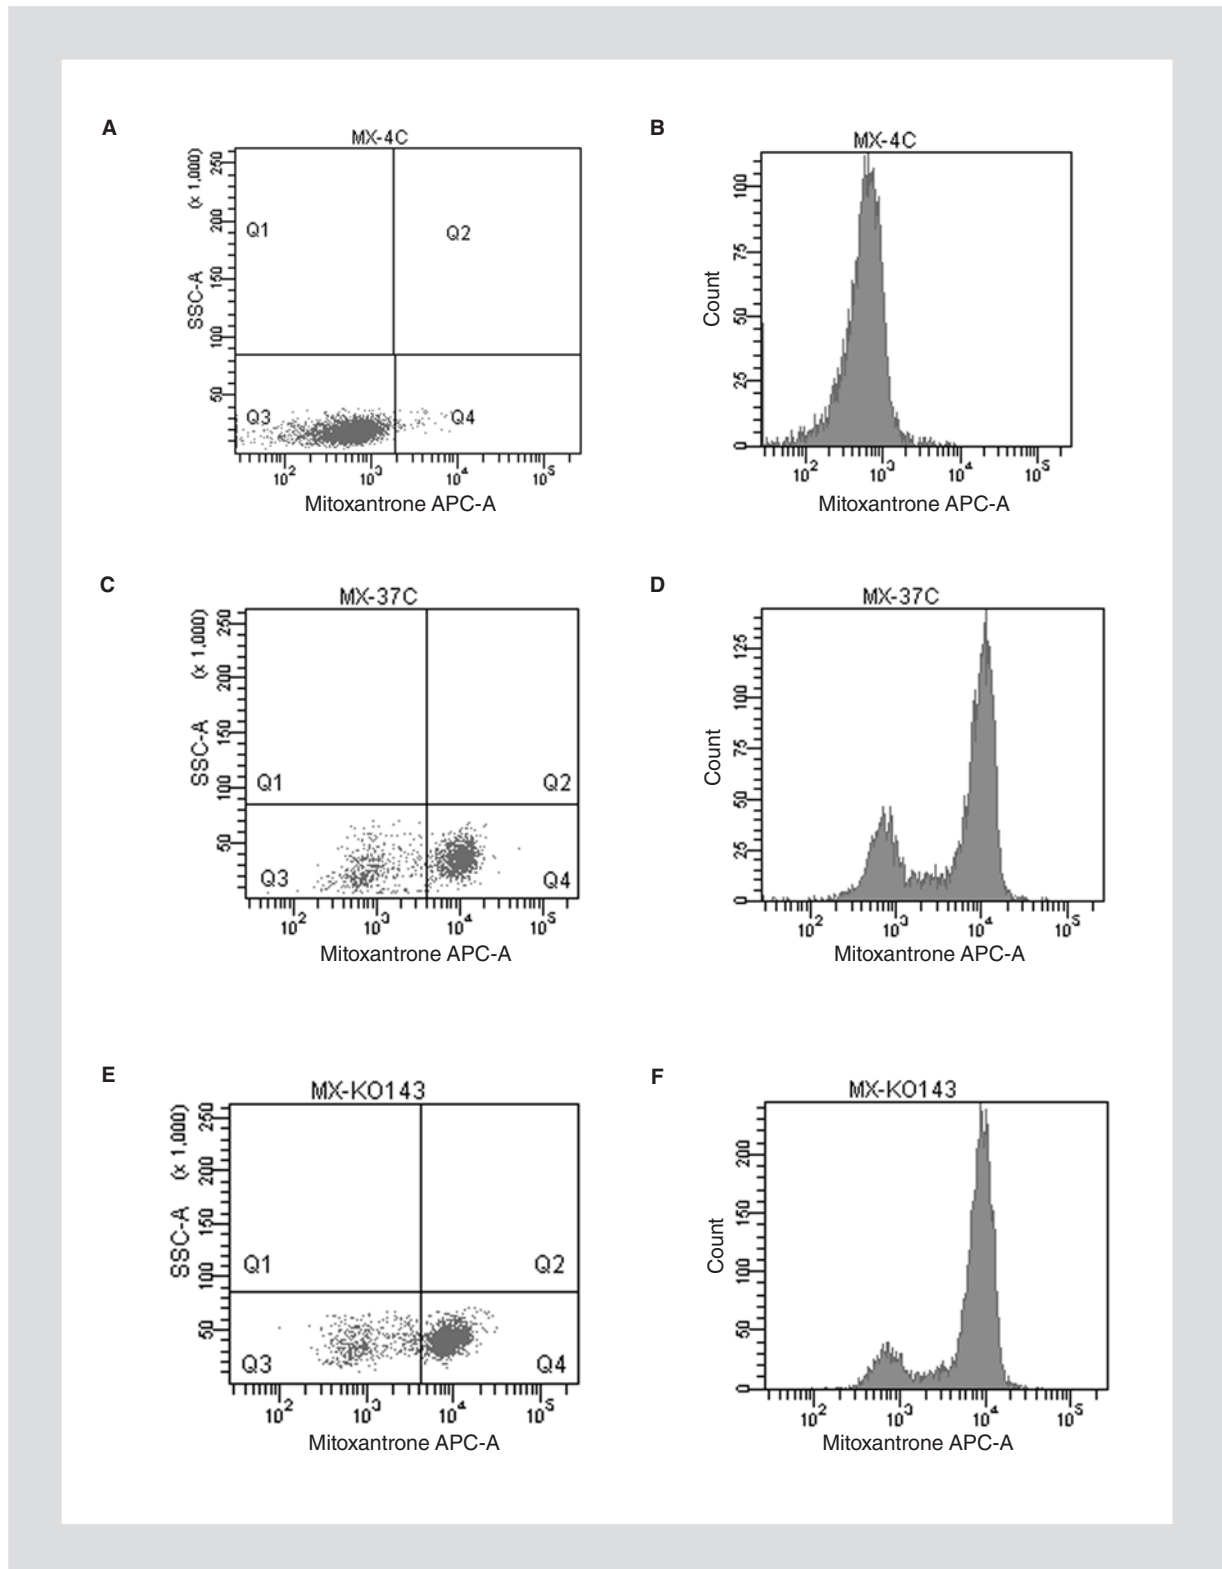 A
MX-4C
(x 1,000)
SSC-A
250
200
150
100
50
Q1
Q2
Q3
Q4
10² 10³ 10⁴ 10⁵
Mitoxantrone APC-A
B
MX-4C
Count
100
75
50
25
0
10² 10³ 10⁴ 10⁵
Mitoxantrone APC-A
C
MX-37C
(x 1,000)
SSC-A
250
200
150
100
50
Q1
Q2
Q3
Q4
10² 10³ 10⁴ 10⁵
Mitoxantrone APC-A
D
MX-37C
Count
125
100
75
50
25
0
10² 10³ 10⁴ 10⁵
Mitoxantrone APC-A
E
MX-KO143
(x 1,000)
SSC-A
250
200
150
100
50
Q1
Q2
Q3
Q4
10² 10³ 10⁴ 10⁵
Mitoxantrone APC-A
F
MX-KO143
Count
200
150
100
50
0
10² 10³ 10⁴ 10⁵
Mitoxantrone APC-A